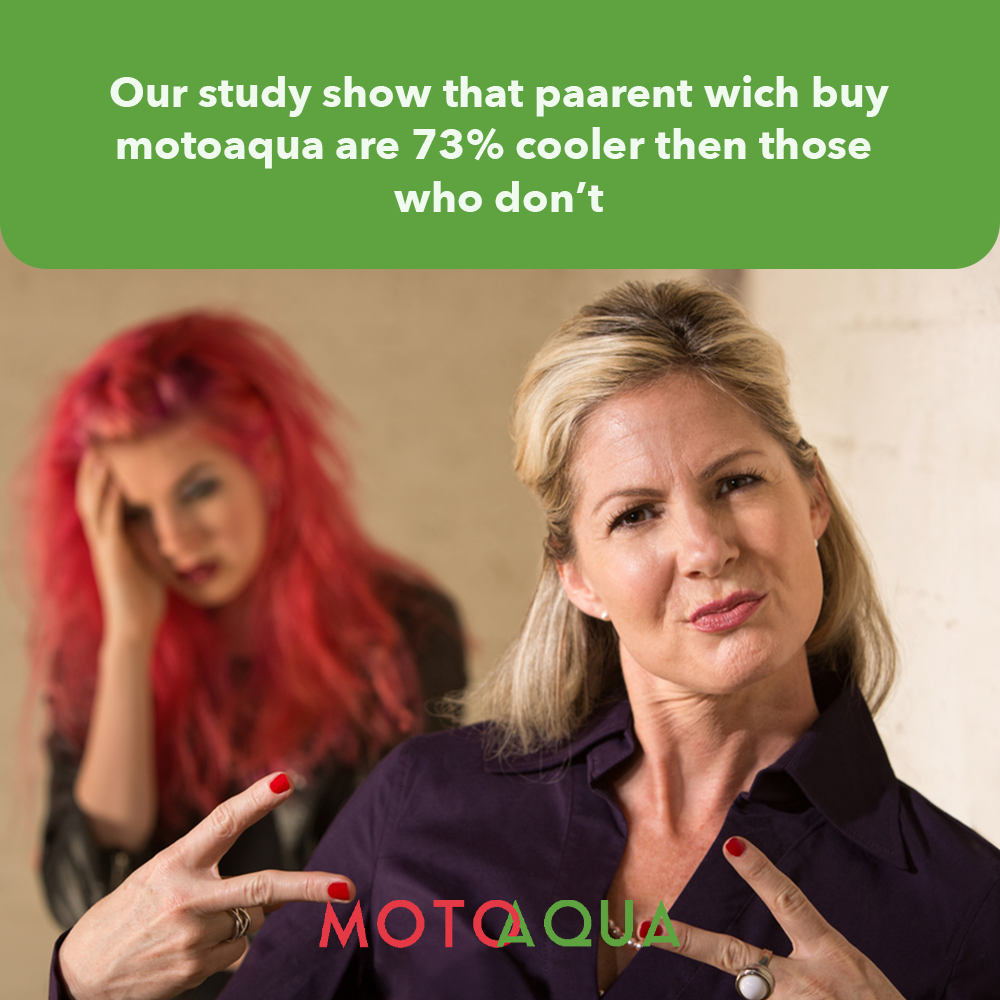 Our study show that paarent wich buy
motoaqua are 73% cooler then those
who don’t
MOTOAQUA